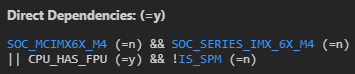 Direct Dependencies: (=y)
SOC_MCIMX6X_M4 (=n) && SOC_SERIES_IMX_6X_M4 (=n)
|| CPU_HAS_FPU (=y) && !IS_SPM (=n)